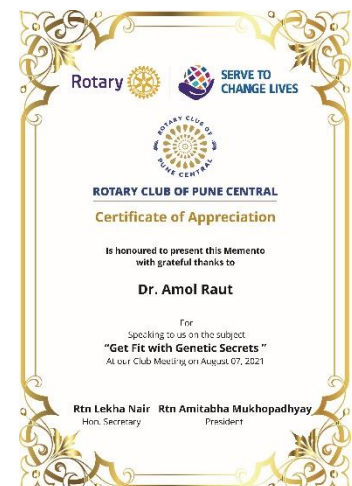 Rotary
SERVE TO
CHANGE LIVES
ROTARY CLUB OF
PUNE CENTRAL
ROTARY CLUB OF PUNE CENTRAL
Certificate of Appreciation
Is honoured to present this Memento
with grateful thanks to
Dr. Amol Raut
For
Speaking to us on the subject
“Get Fit with Genetic Secrets ”
At our Club Meeting on August 07, 2021
Rtn Lekha Nair Rtn Amitabha Mukhopadhyay
Hon. Secretary President